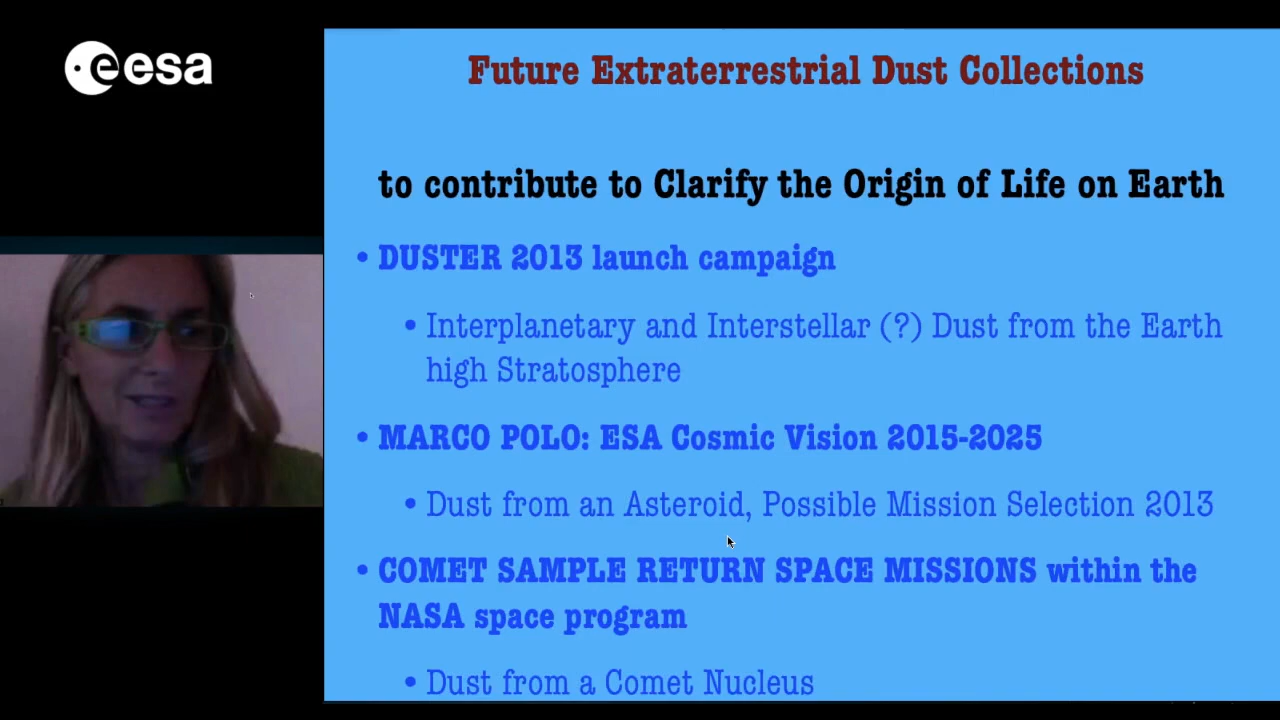 eesa
Future Extraterrestrial Dust Collections
to contribute to Clarify the Origin of Life on Earth
• DUSTER 2013 launch campaign
• Interplanetary and Interstellar (?) Dust from the Earth
high Stratosphere
• MARCO POLO: ESA Cosmic Vision 2015-2025
• Dust from an Asteroid, Possible Mission Selection 2013
• COMET SAMPLE RETURN SPACE MISSIONS within the
NASA space program
• Dust from a Comet Nucleus